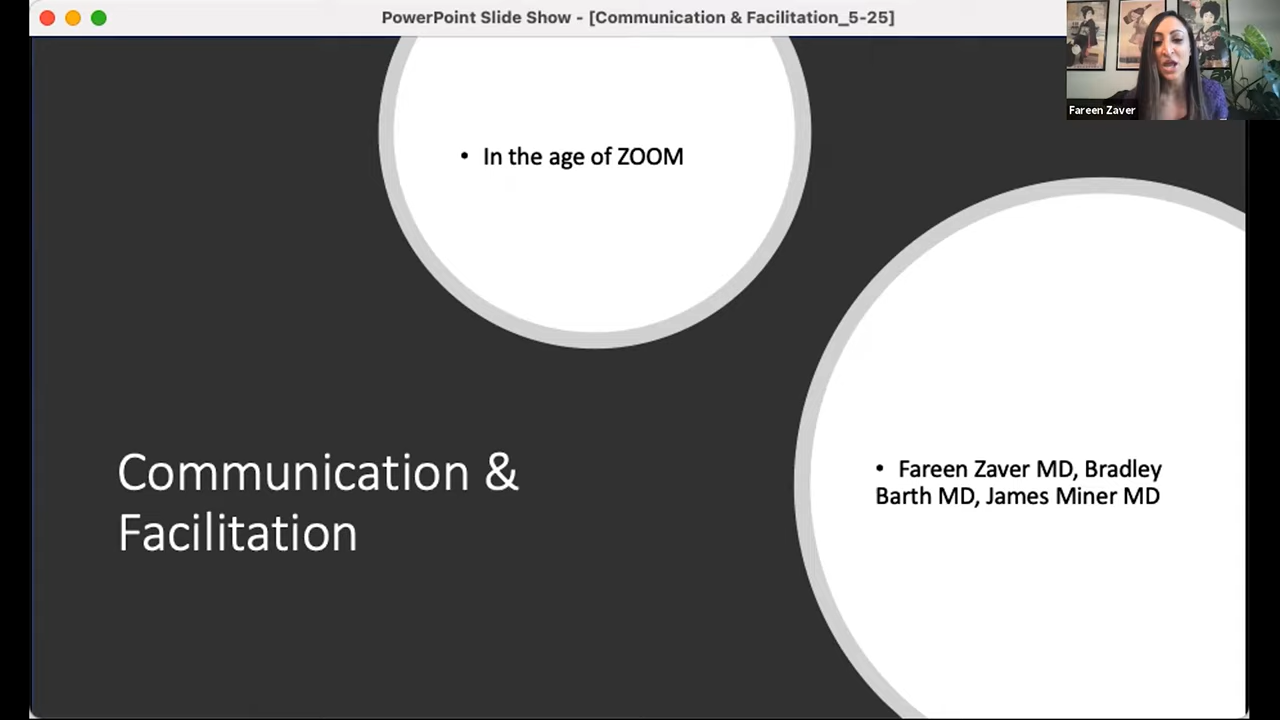 PowerPoint Slide Show - [Communication & Facilitation_5-25]
Fareen Zaver
• In the age of ZOOM
Communication &
Facilitation
• Fareen Zaver MD, Bradley
Barth MD, James Miner MD